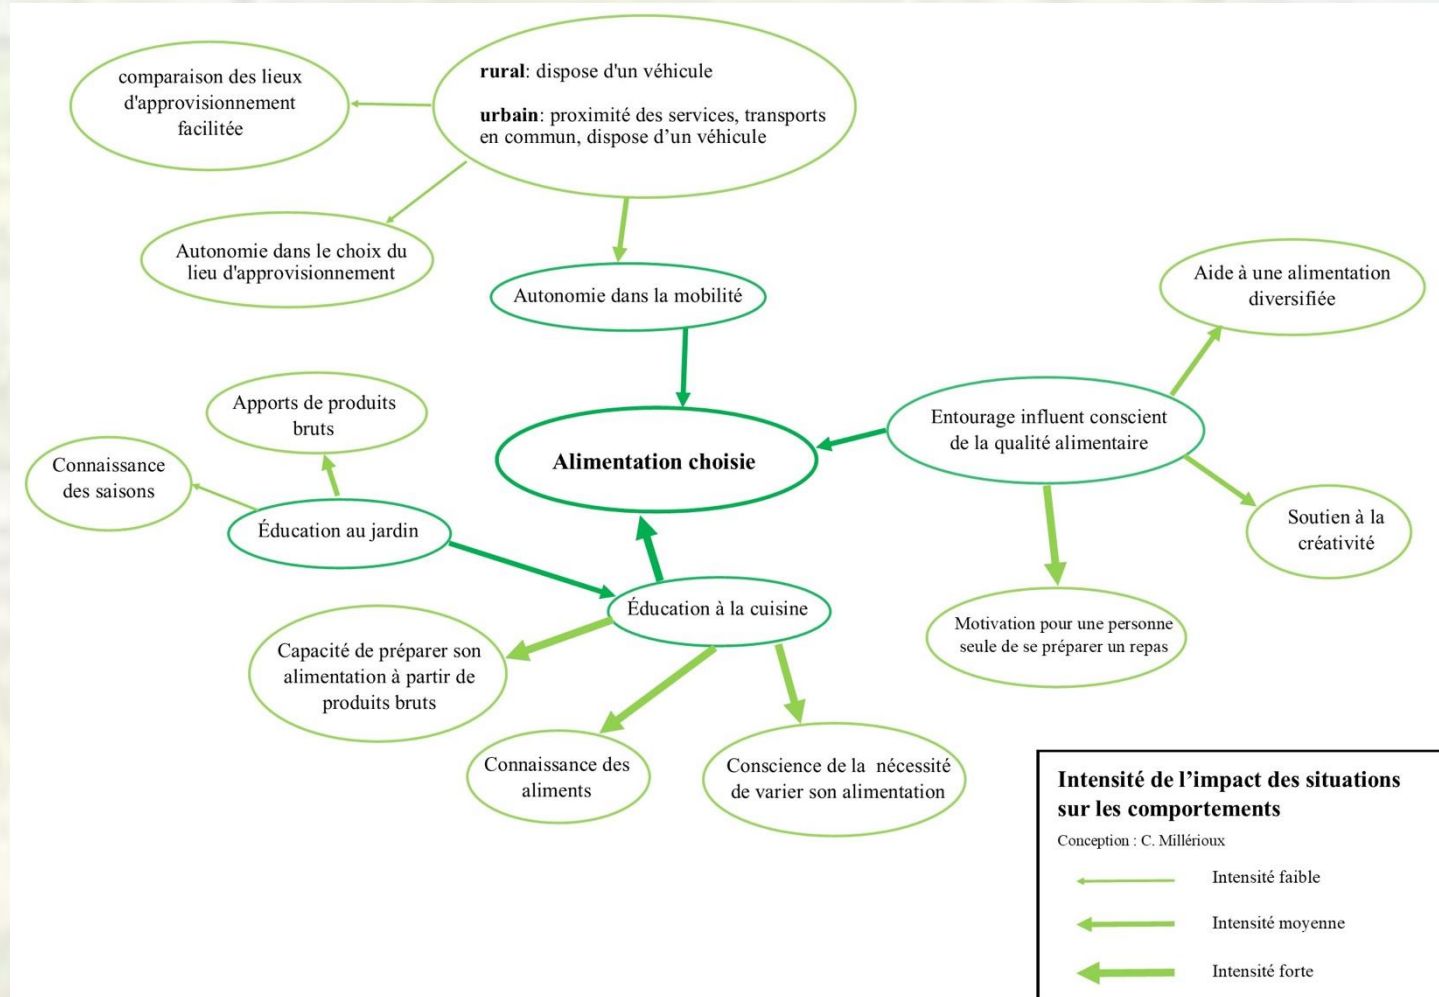 comparaison des lieux
d'approvisionnement
facilitée
rural: dispose d'un véhicule
urbain: proximité des services, transports
en commun, dispose d’un véhicule
Autonomie dans le choix du
lieu d'approvisionnement
Autonomie dans la mobilité
Aide à une alimentation
diversifiée
Apports de produits
bruts
Entourage influent conscient
de la qualité alimentaire
Connaissance
des saisons
Alimentation choisie
Éducation au jardin
Soutien à la
créativité
Éducation à la cuisine
Motivation pour une personne
seule de se préparer un repas
Capacité de préparer son
alimentation à partir de
produits bruts
Connaissance des
aliments
Conscience de la nécessité
de varier son alimentation
Intensité de l’impact des situations
sur les comportements
Conception : C. Millérioux
Intensité faible
Intensité moyenne
Intensité forte